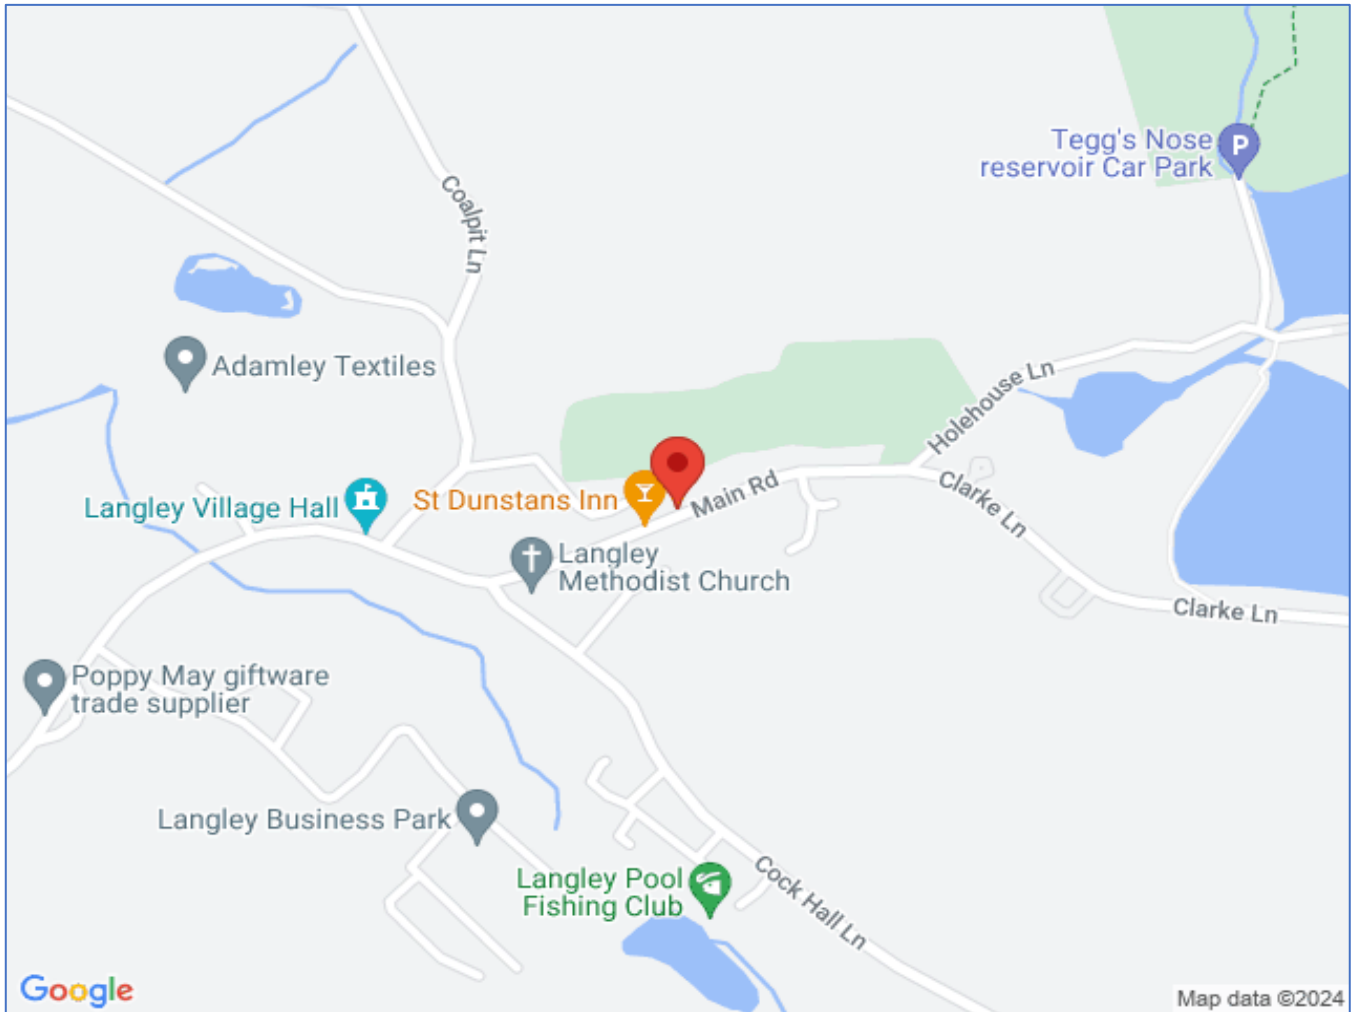 Tegg's Nose
reservoir Car Park
Coalpit Ln
Adamley Textiles
Holehouse Ln
Langley Village Hall
St Dunstans Inn
Main Rd
Clarke Ln
Langley
Methodist Church
Clarke Ln
Poppy May giftware
trade supplier
Langley Business Park
Langley Pool
Fishing Club
Cock Hall Ln
Google
Map data ©2024
P